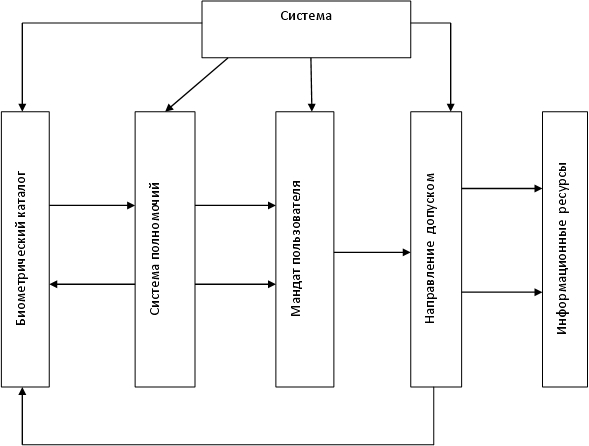 Система
Биометрический каталог
Система полномочий
Мандат пользователя
Направление допуском
Информационные ресурсы